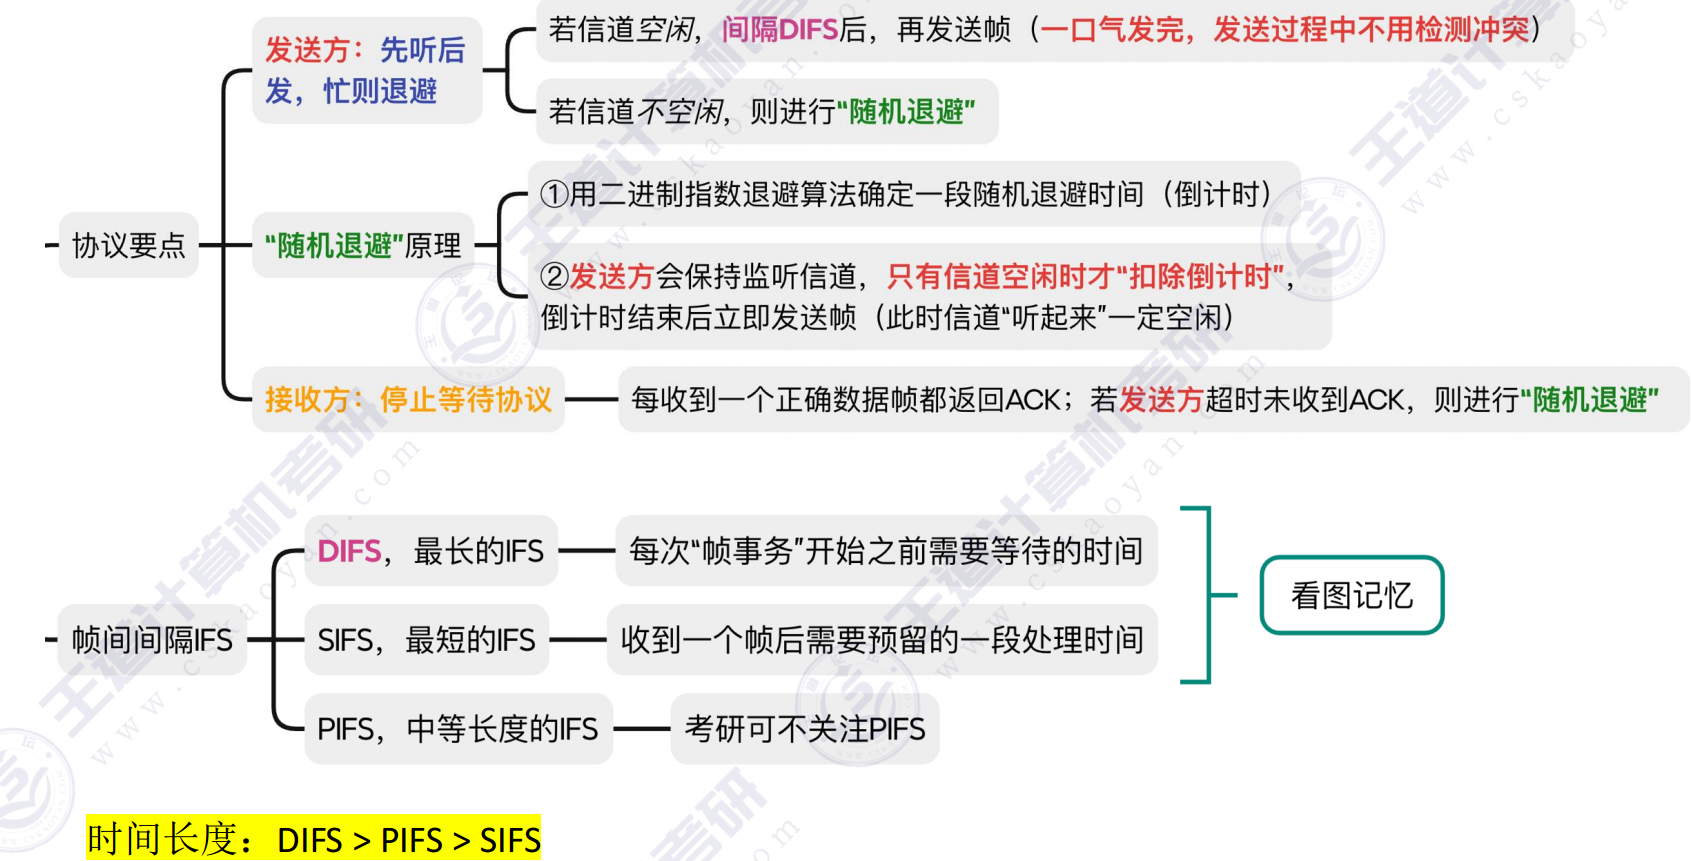 发送方：先听后
发，忙则退避
若信道空闲，间隔DIFS后，再发送帧（一口气发完，发送过程中不用检测冲突）
若信道不空闲，则进行“随机退避”
协议要点
“随机退避”原理
①用二进制指数退避算法确定一段随机退避时间（倒计时）
②发送方会保持监听信道，只有信道空闲时才“扣除倒计时”，
倒计时结束后立即发送帧（此时信道“听起来”一定空闲）
接收方：停止等待协议
每收到一个正确数据帧都返回ACK；若发送方超时未收到ACK，则进行“随机退避”
帧间间隔IFS
DIFS，最长的IFS
每次“帧事务”开始之前需要等待的时间
SIFS，最短的IFS
收到一个帧后需要预留的一段处理时间
PIFS，中等长度的IFS
考研可不关注PIFS
看图记忆
时间长度：DIFS > PIFS > SIFS
王道计算机考研
www.cskaoyan.com